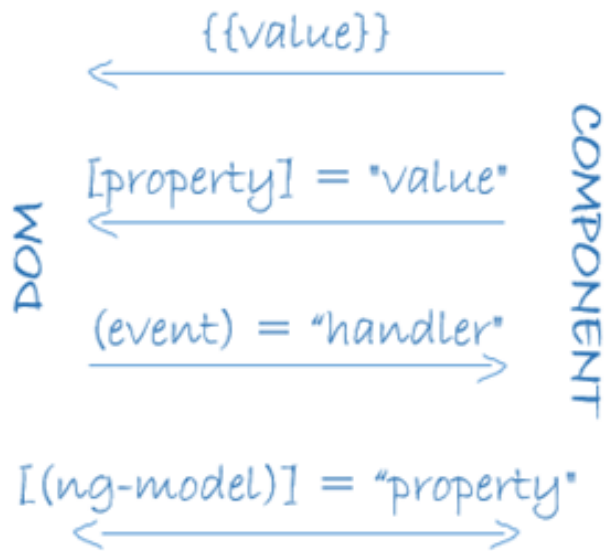 {{value}}
[property] = "value"
DOM
COMPONENT
(event) = "handler"
[(ng-model)] = "property"